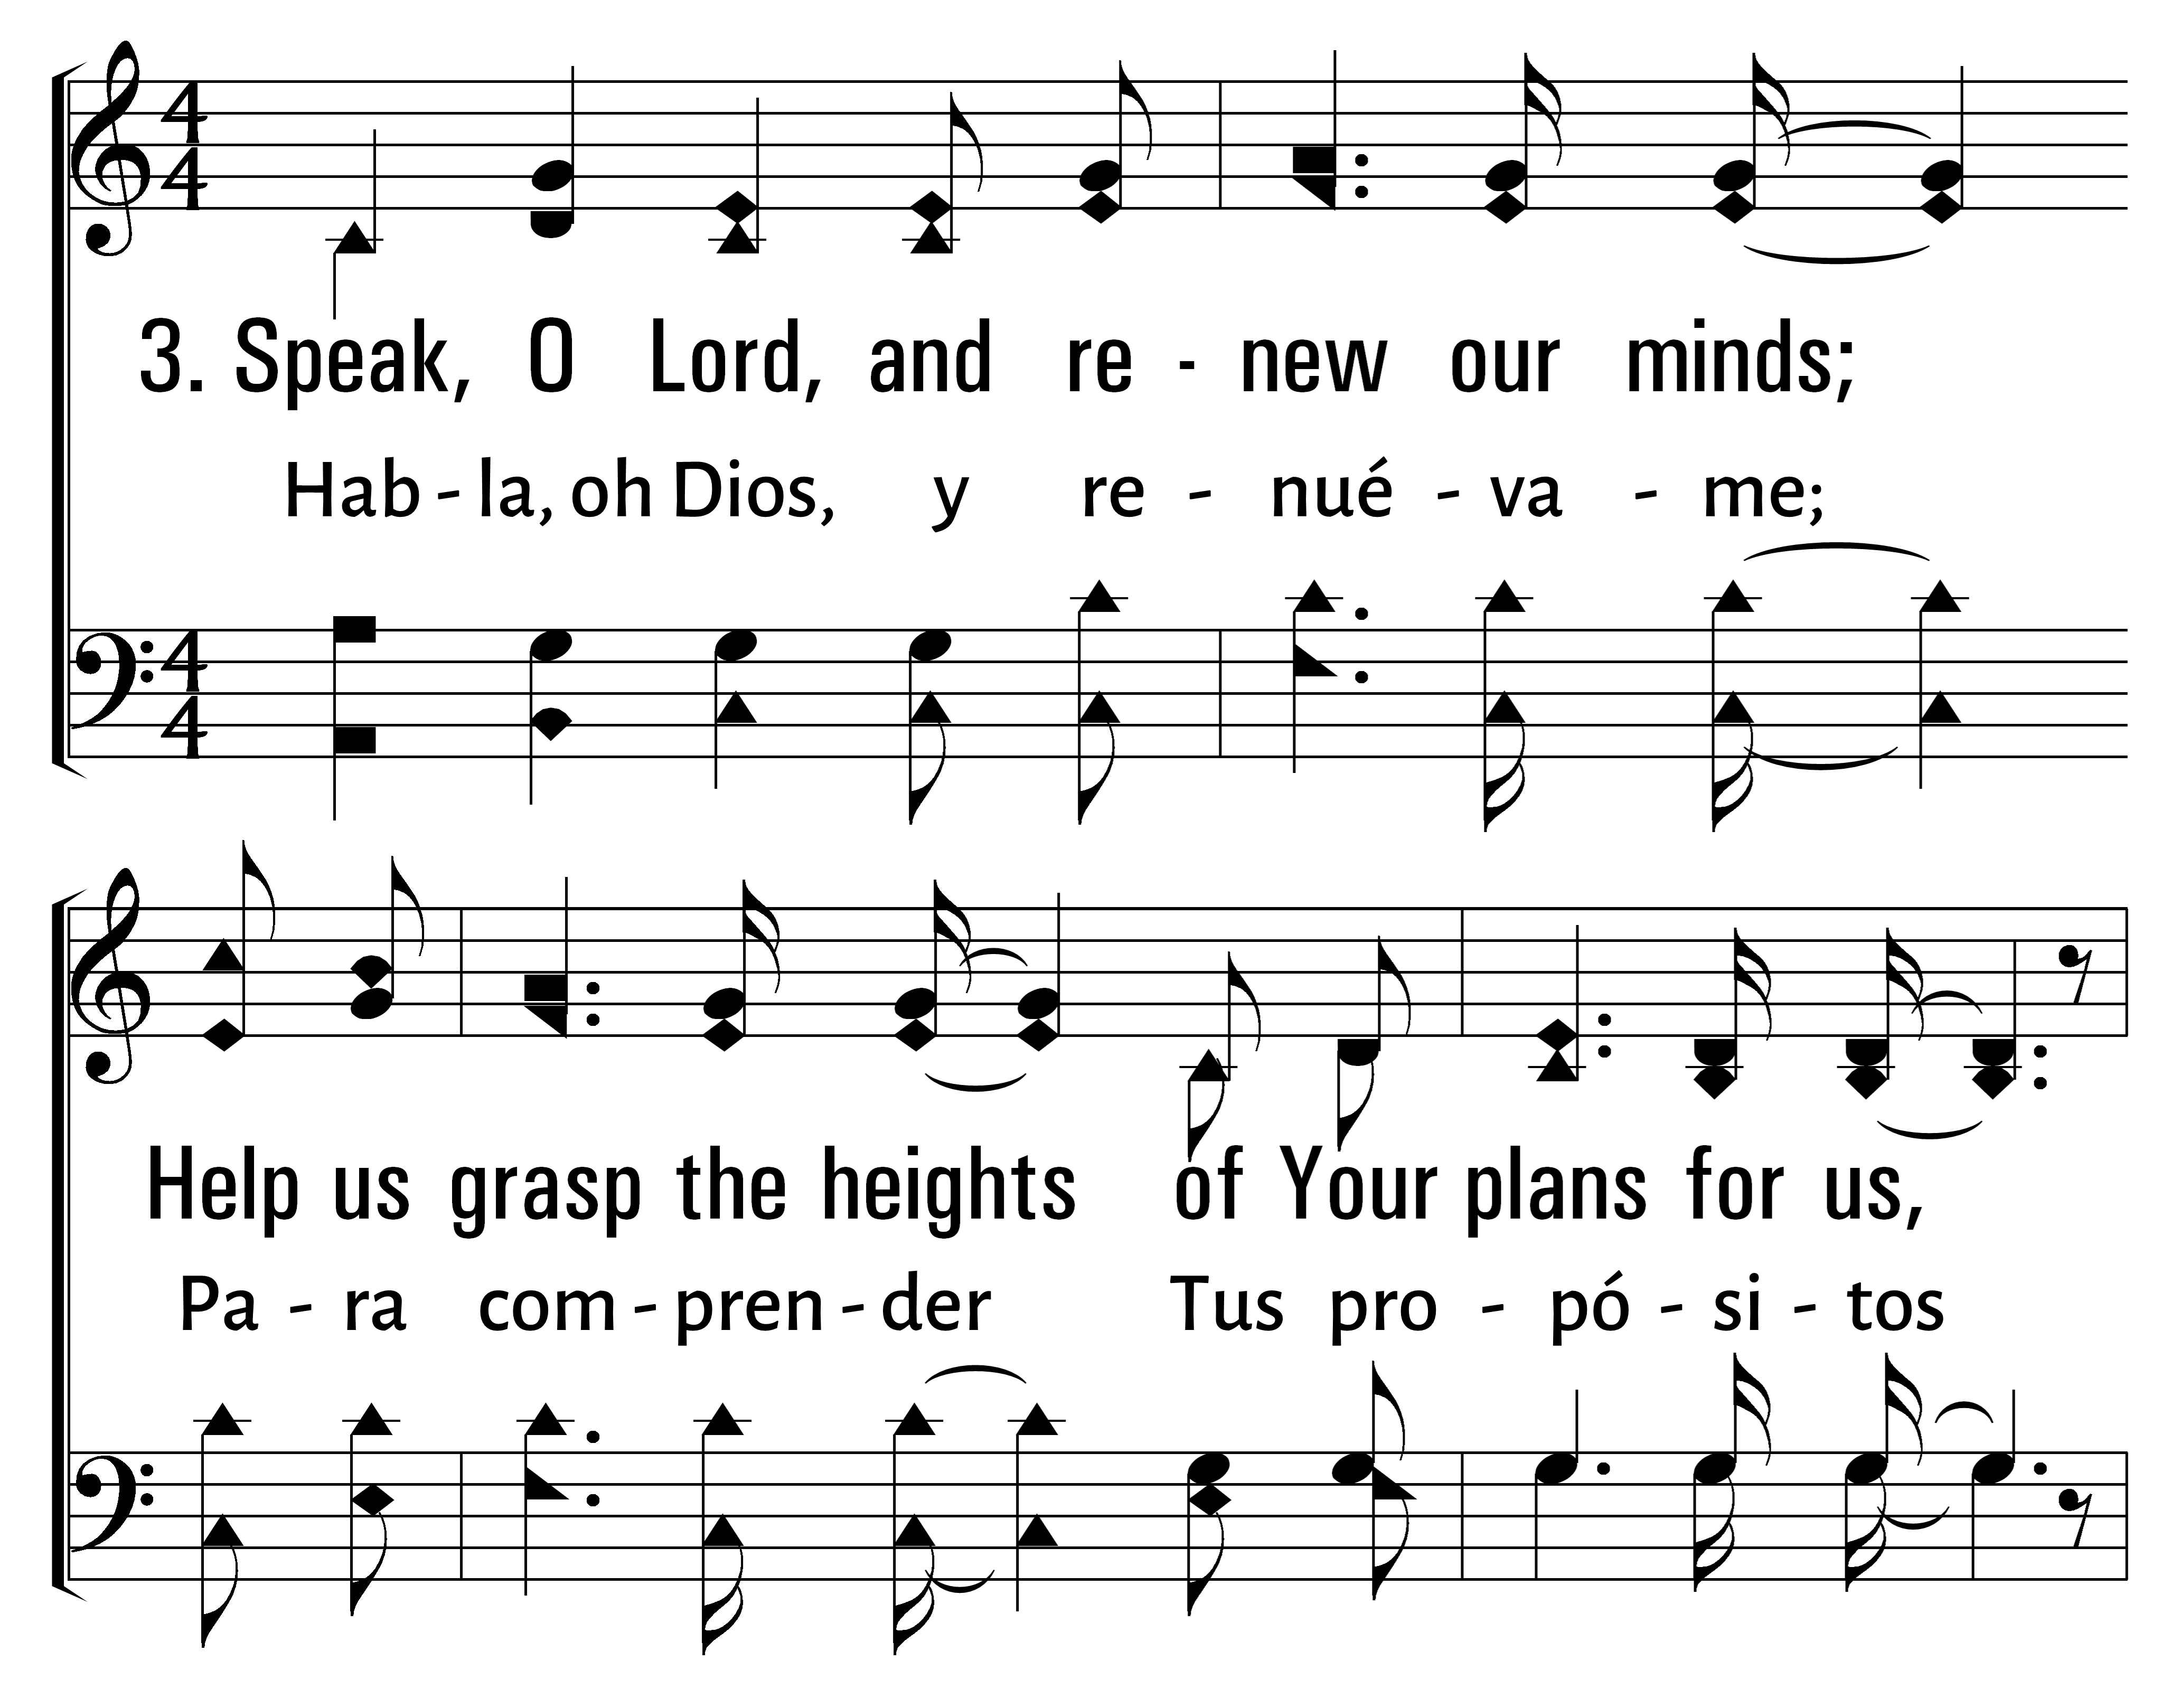 3. Speak, O Lord, and re - new our minds;
Hab - la, oh Dios, y re - nué - va - me;
Help us grasp the heights of Your plans for us,
Pa - ra com - pren - der Tus pro - pó - si - tos